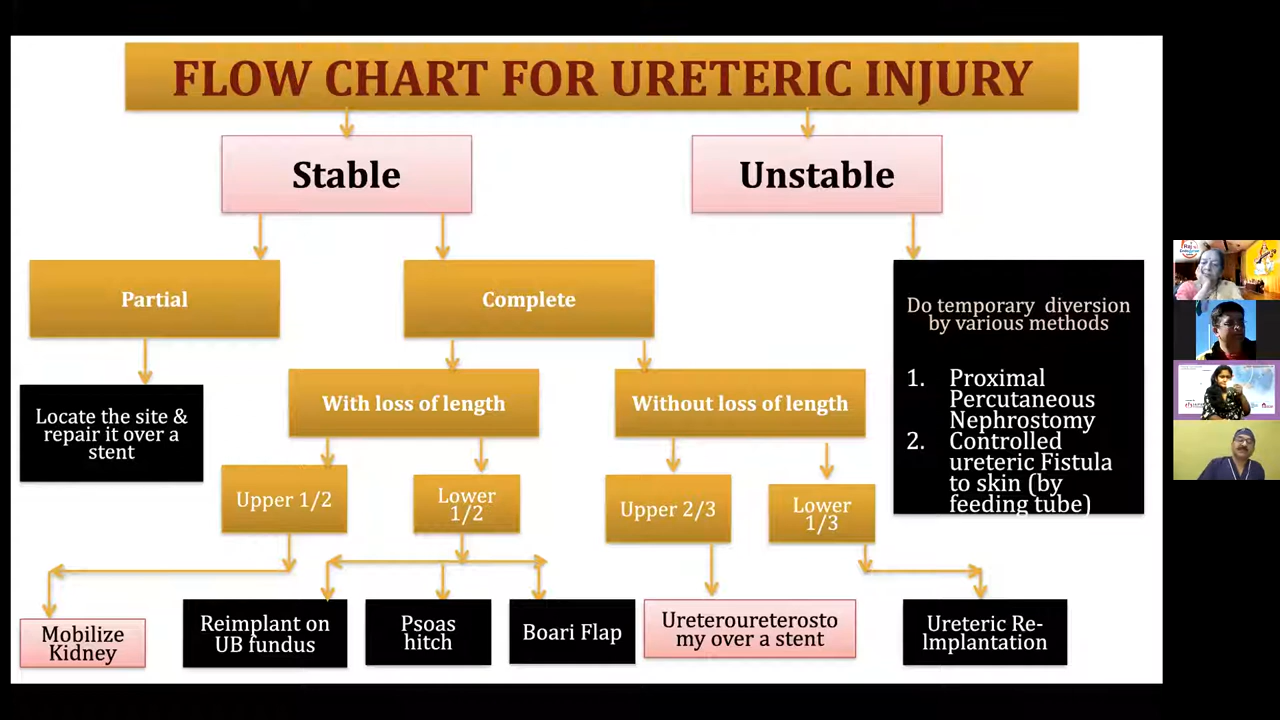 FLOW CHART FOR URETERIC INJURY
Stable
Unstable
Partial
Complete
Do temporary diversion
by various methods
1. Proximal
Percutaneous
Nephrostomy
2. Controlled
ureteric Fistula
to skin (by
feeding tube)
With loss of length
Without loss of length
Locate the site &
repair it over a
stent
Upper 1/2
Lower
1/2
Upper 2/3
Lower
1/3
Mobilize
Kidney
Reimplant on
UB fundus
Psoas
hitch
Boari Flap
Ureteroureterosto
my over a stent
Ureteric Re-
Implantation